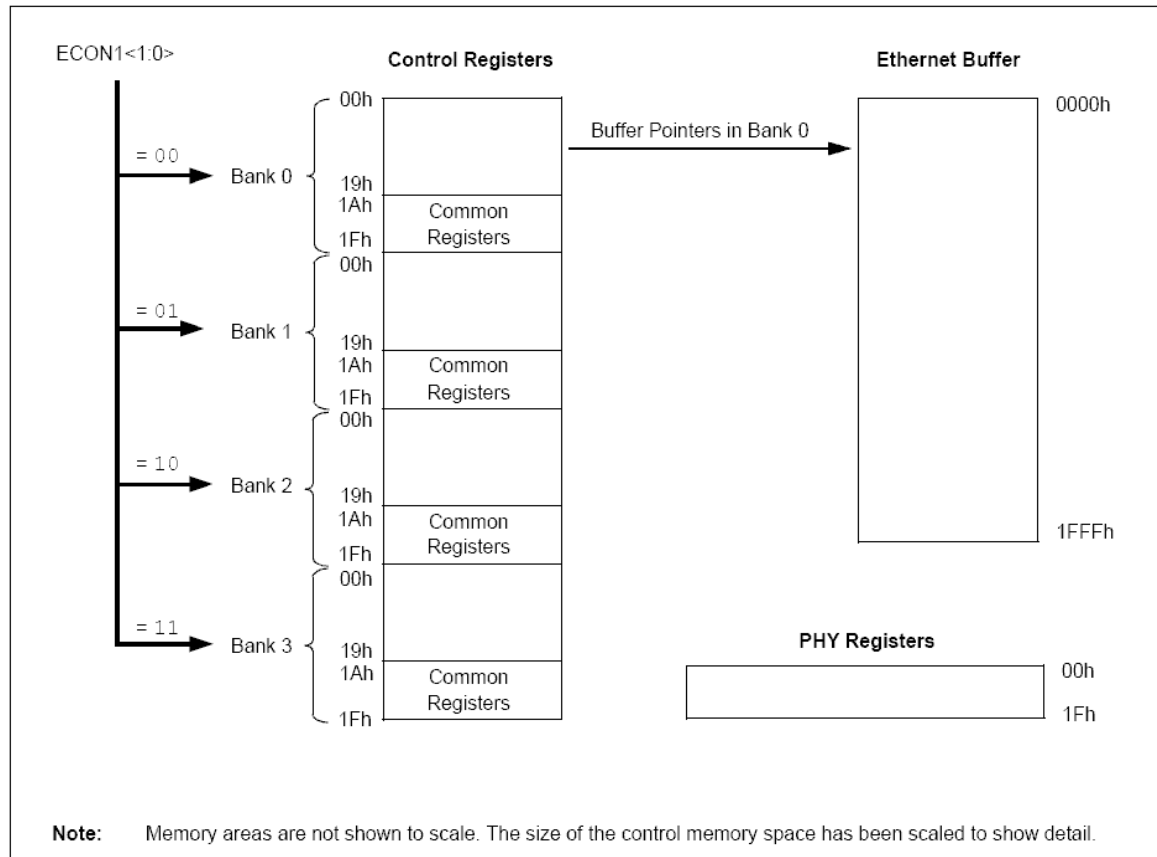 ECON1<1:0>
Control Registers
Ethernet Buffer
00h
0000h
Buffer Pointers in Bank 0
= 00
Bank 0
19h
1Ah
Common
Registers
1Fh
00h
= 01
Bank 1
19h
1Ah
Common
Registers
1Fh
00h
= 10
Bank 2
19h
1Ah
Common
Registers
1Fh
1FFFh
00h
= 11
Bank 3
19h
1Ah
Common
Registers
1Fh
PHY Registers
00h
1Fh
Note: Memory areas are not shown to scale. The size of the control memory space has been scaled to show detail.